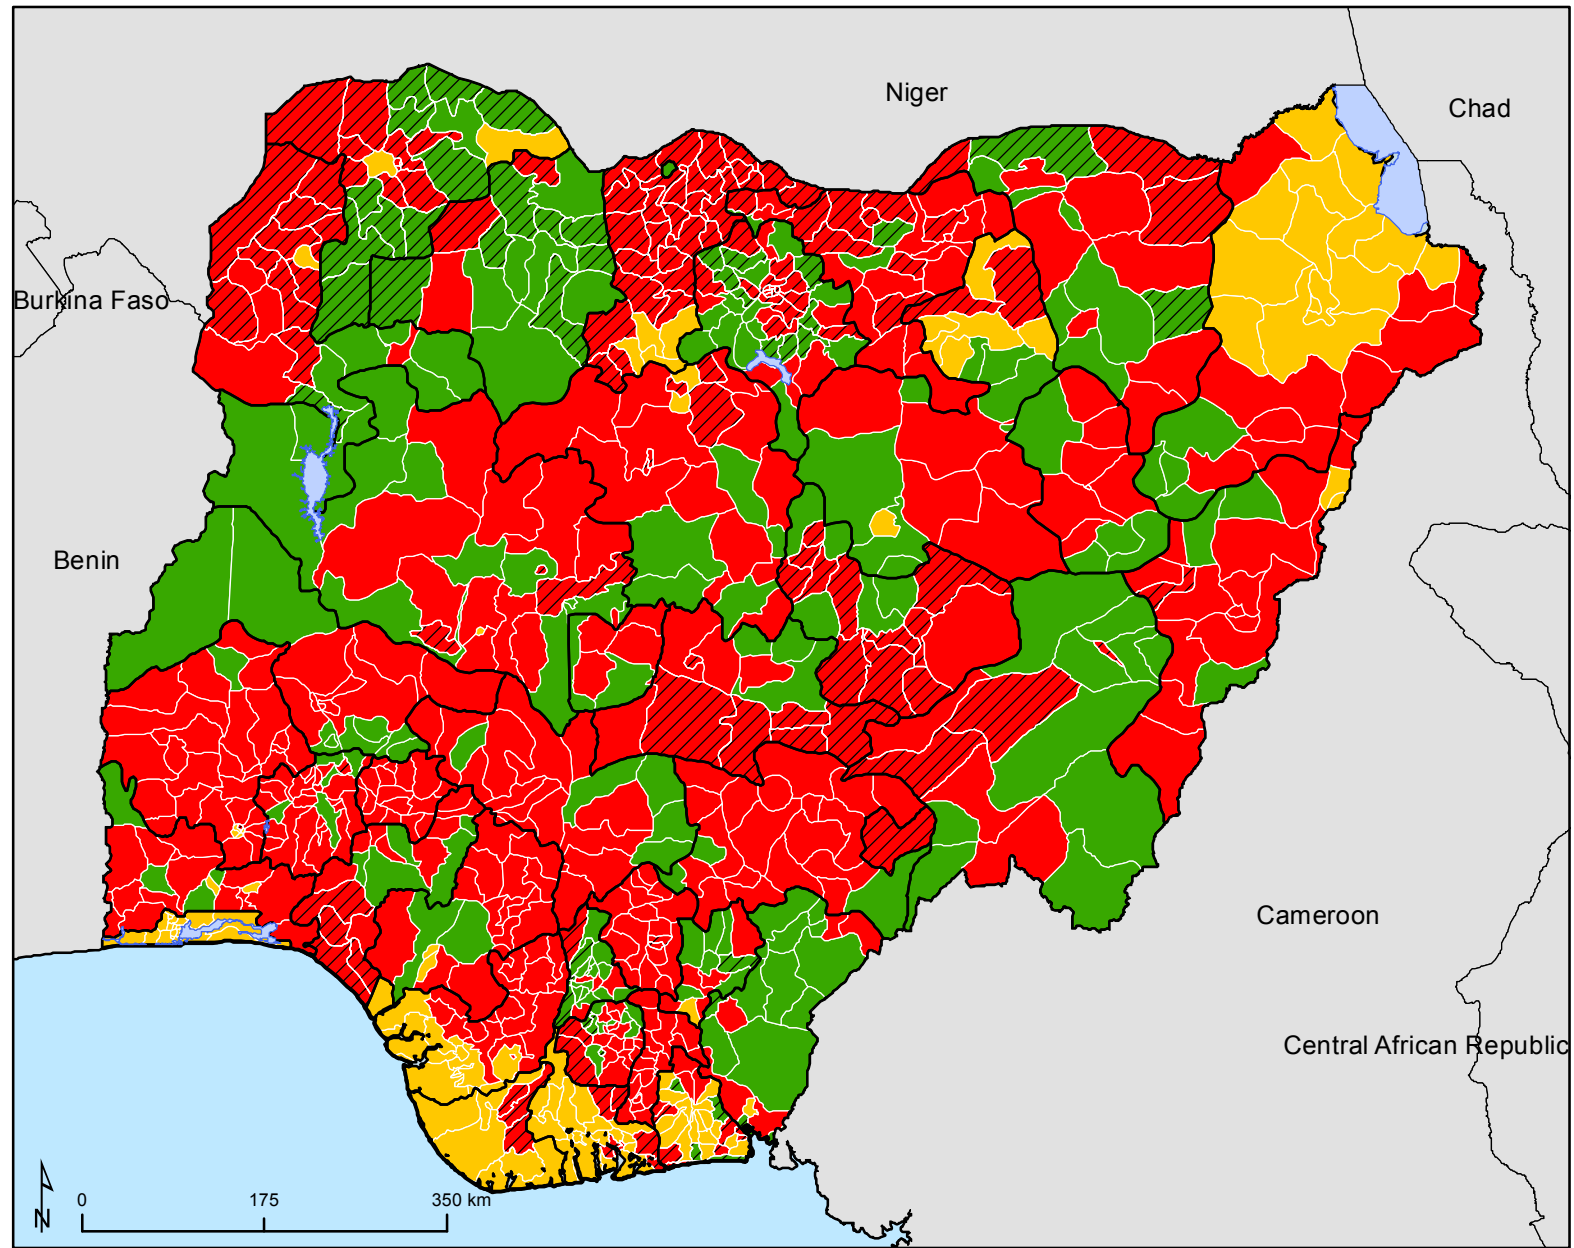 Niger
Chad
Burkina Faso
Benin
Cameroon
Central African Republic
N
0 175 350 km